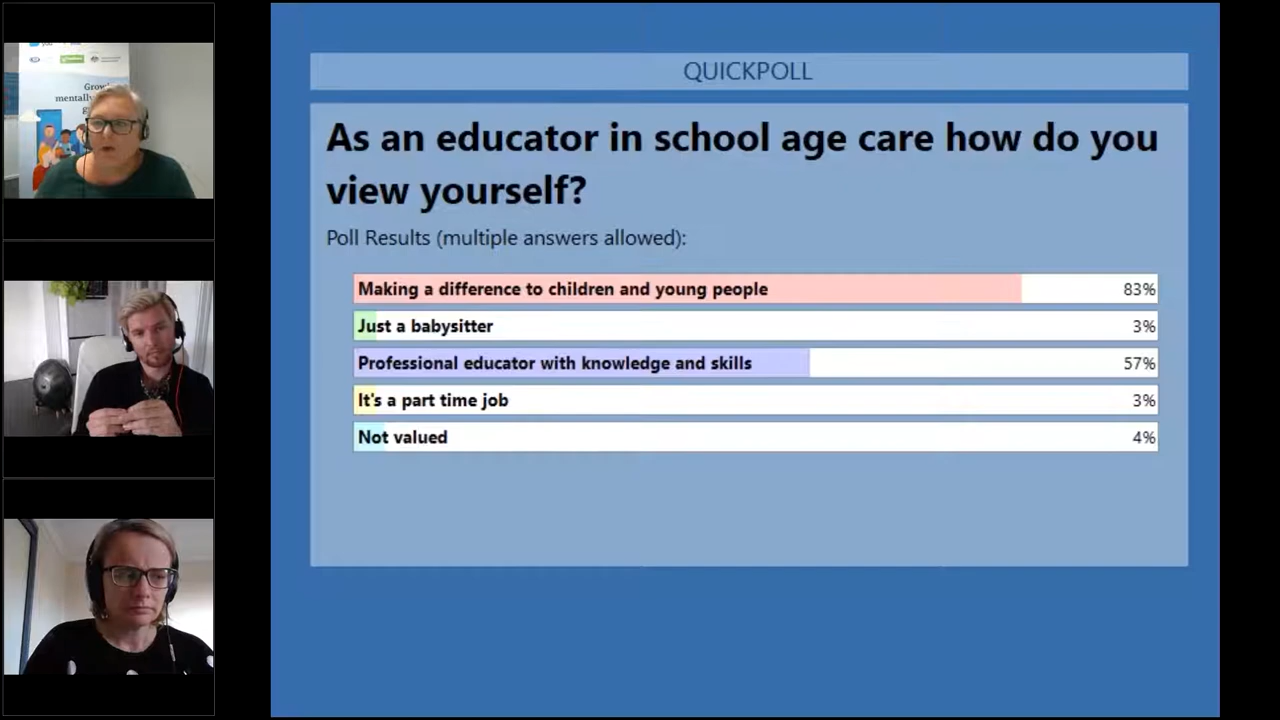 QUICKPOLL
As an educator in school age care how do you
view yourself?
Poll Results (multiple answers allowed):
Making a difference to children and young people 83%
Just a babysitter 3%
Professional educator with knowledge and skills 57%
It's a part time job 3%
Not valued 4%
mentally